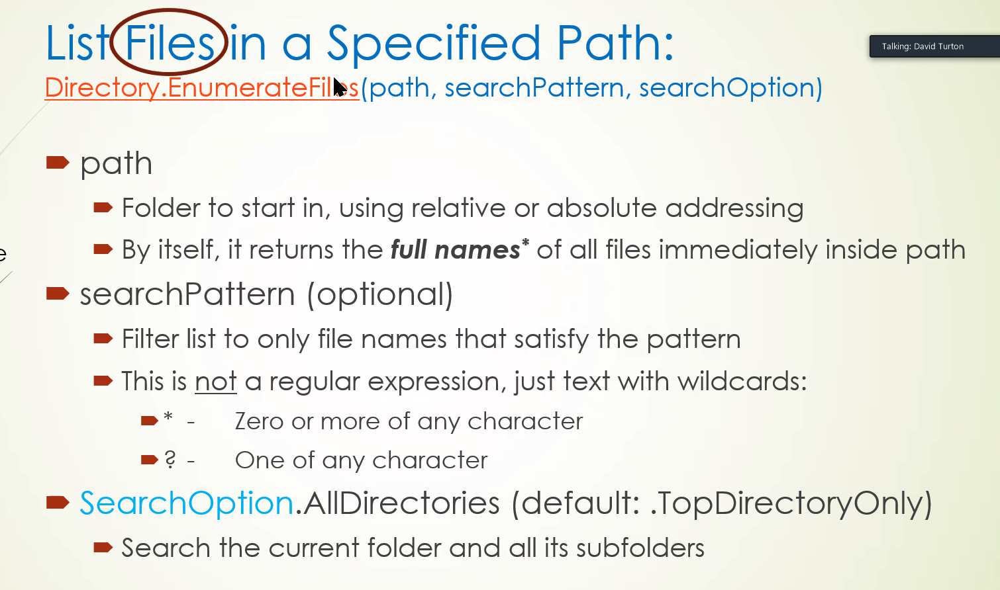 List Files in a Specified Path:
Talking: David Turton
Directory.EnumerateFiles(path, searchPattern, searchOption)
path
Folder to start in, using relative or absolute addressing
By itself, it returns the full names* of all files immediately inside path
e
searchPattern (optional)
Filter list to only file names that satisfy the pattern
This is not a regular expression, just text with wildcards:
* - Zero or more of any character
? - One of any character
SearchOption.AllDirectories (default: .TopDirectoryOnly)
Search the current folder and all its subfolders